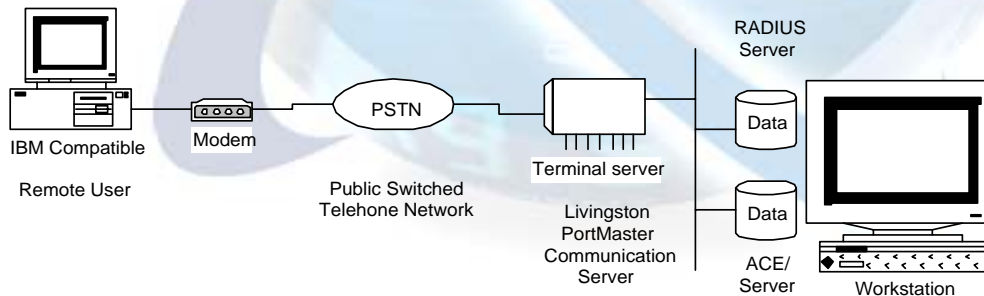 RADIUS
Server
PSTN
Data
IBM Compatible
Modem
Terminal server
Remote User
Public Switched
Telehone Network
Livingston
PortMaster
Communication
Server
Data
ACE/
Server
Workstation